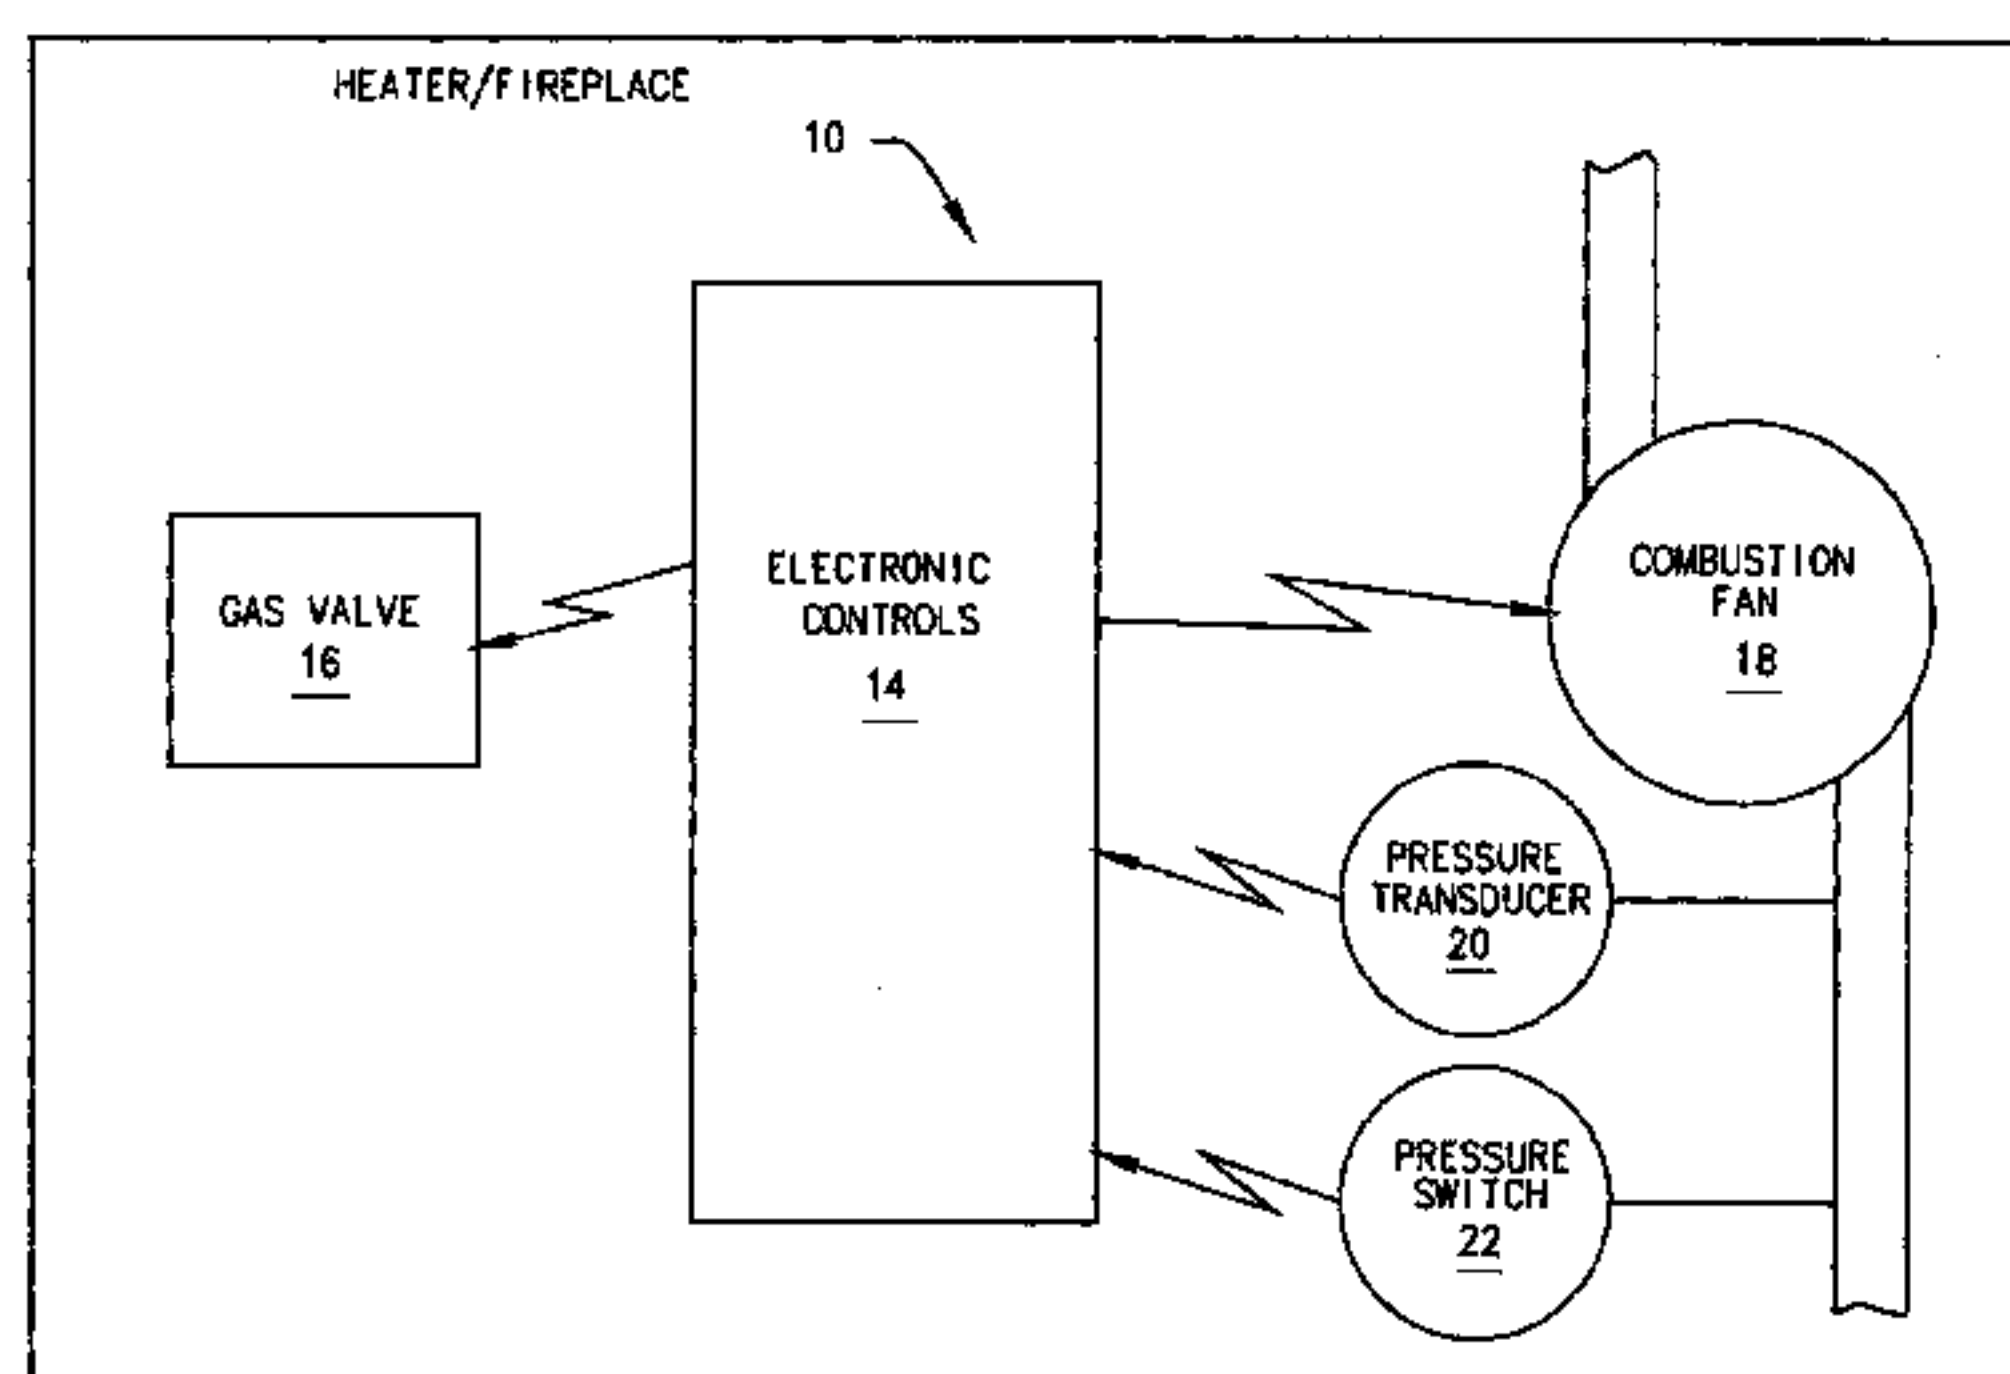 HEATER/FIREPLACE
10
ELECTRONIC
CONTROLS
14
GAS VALVE
16
COMBUSTION
FAN
18
PRESSURE
TRANSDUCER
20
PRESSURE
SWITCH
22